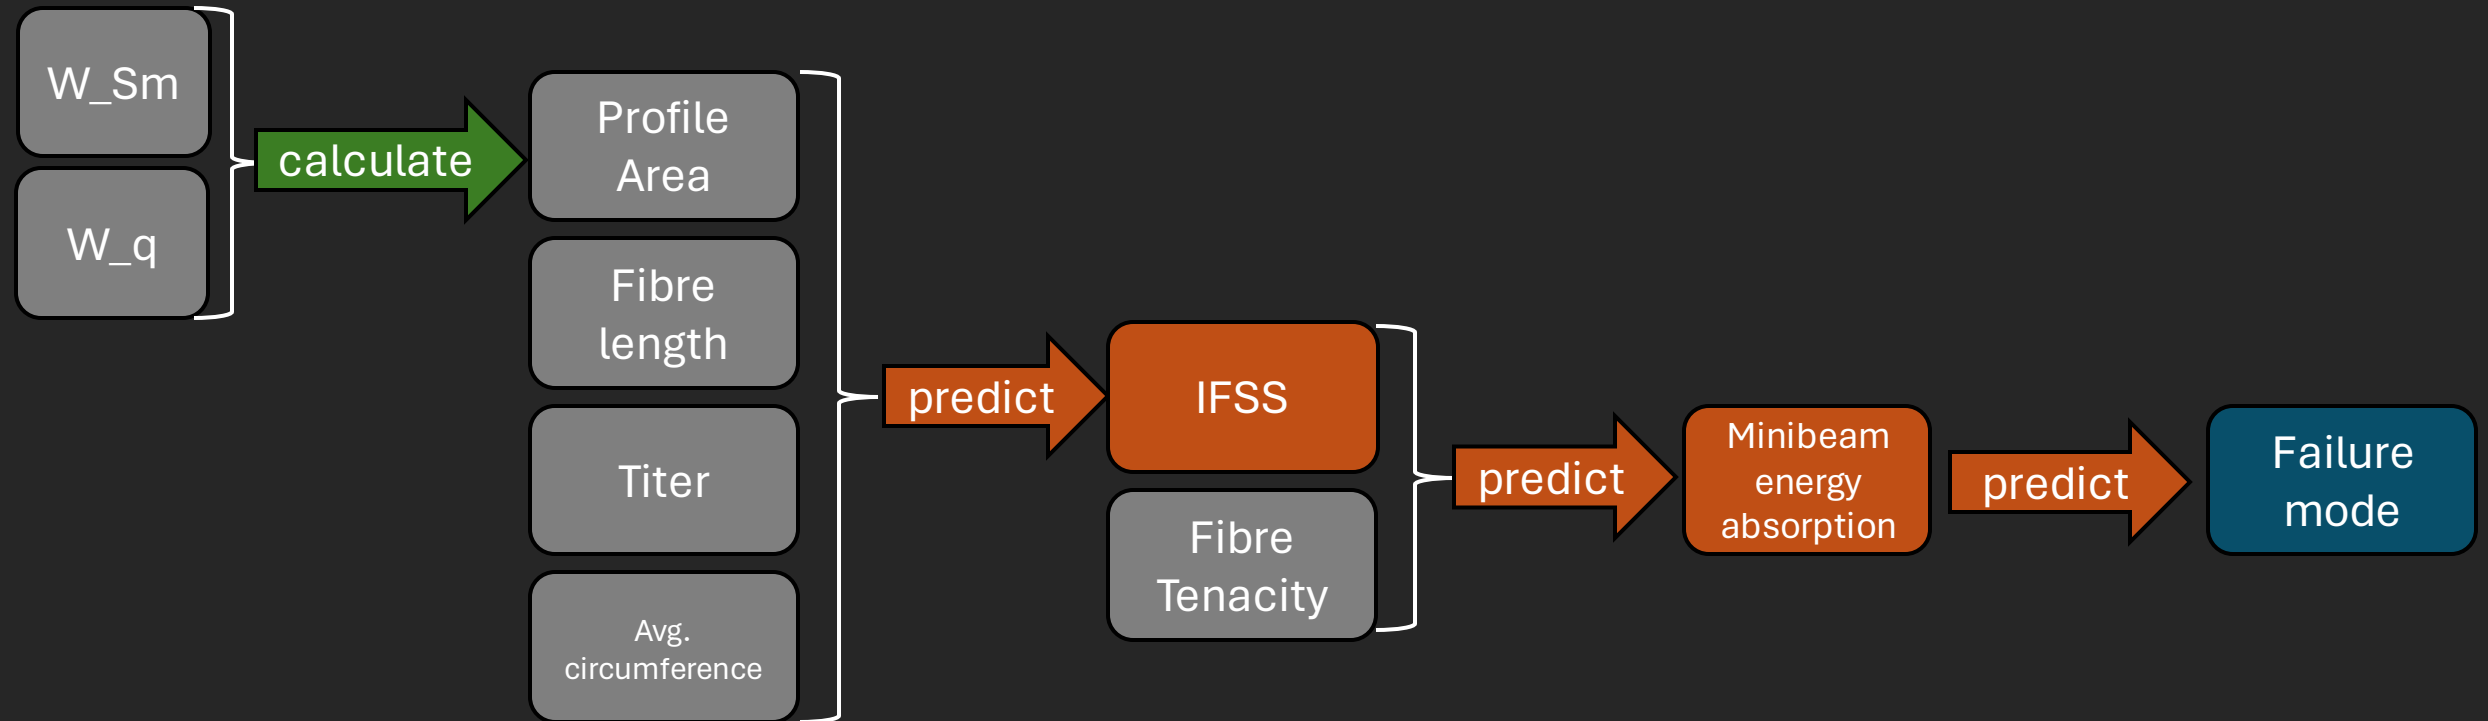 W_Sm
W_q
calculate
Profile
Area
Fibre
length
Titer
Avg.
circumference
predict
IFSS
Fibre
Tenacity
predict
Minibeam
energy
absorption
predict
Failure
mode